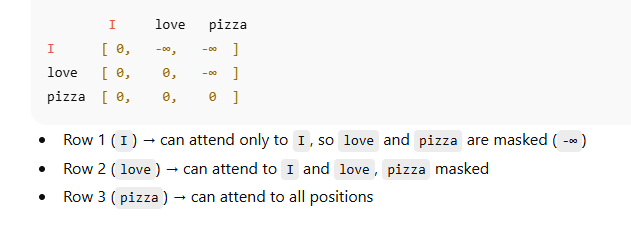 I love pizza
I [ 0, -∞, -∞ ]
love [ 0, 0, -∞ ]
pizza [ 0, 0, 0 ]
• Row 1 ( I ) → can attend only to I , so love and pizza are masked ( -∞ )
• Row 2 ( love ) → can attend to I and love , pizza masked
• Row 3 ( pizza ) → can attend to all positions